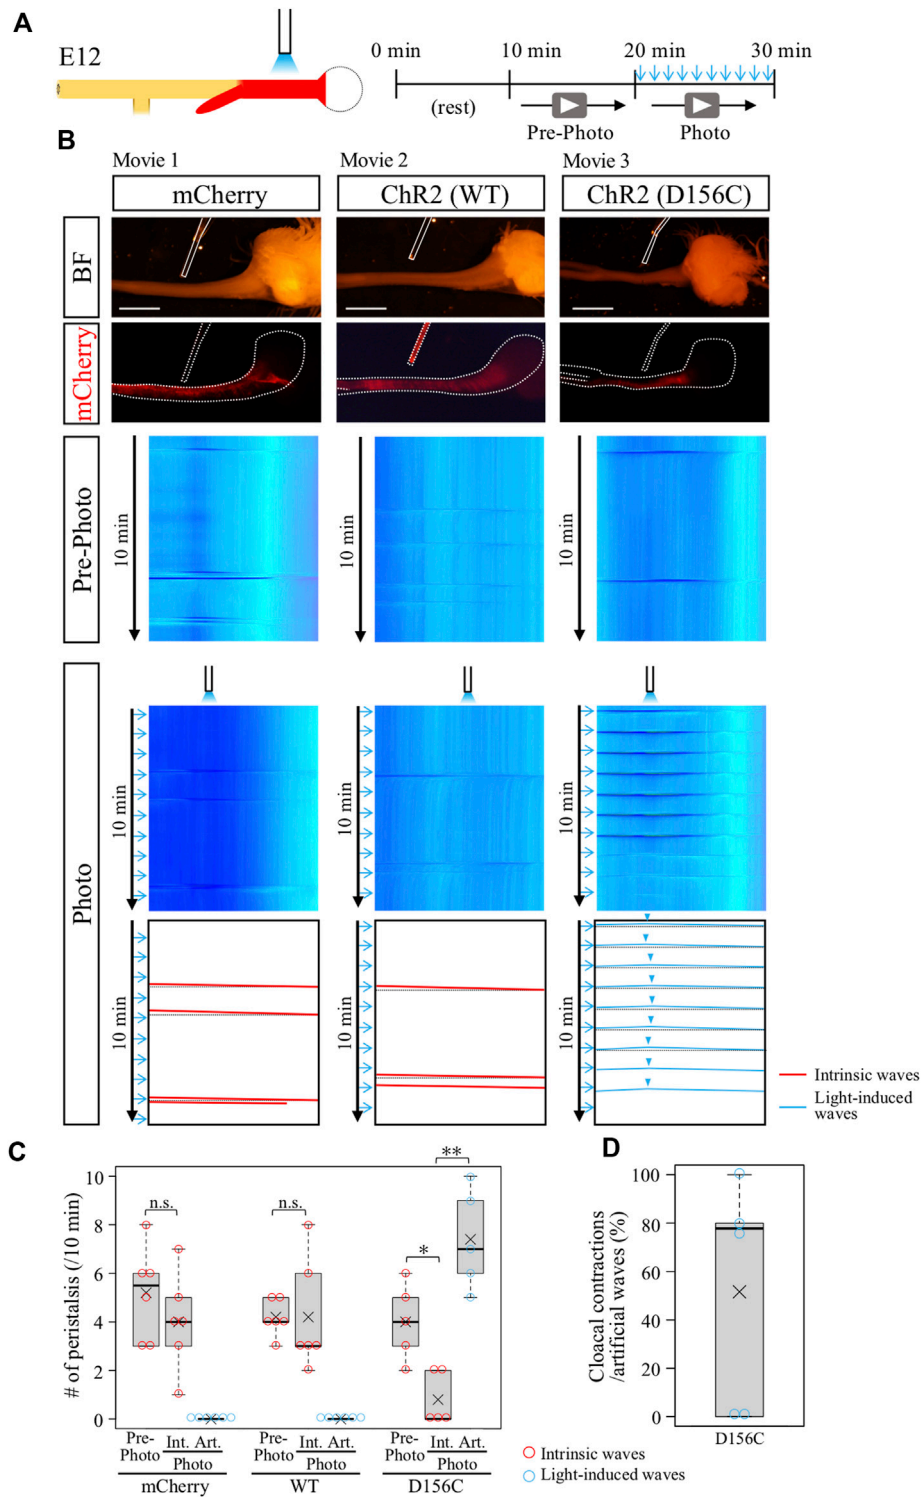 A
E12
0 min
10 min
20 min
30 min
(rest)
Pre-Photo
Photo
B
Movie 1
Movie 2
Movie 3
mCherry
ChR2 (WT)
ChR2 (D156C)
BF
mCherry
Pre-Photo
10 min
10 min
10 min
Photo
10 min
10 min
10 min
10 min
10 min
10 min
Intrinsic waves
Light-induced
waves
C
# of peristalsis (/10 min)
10
8
6
4
2
0
n.s.
n.s.
*
**
Pre-
Photo
Int. Art.
Photo
Pre-
Photo
Int. Art.
Photo
Pre-
Photo
Int. Art.
Photo
mCherry
WT
D156C
Intrinsic waves
Light-induced waves
D
Cloacal contractions
/artificial waves (%)
100
80
60
40
20
0
D156C